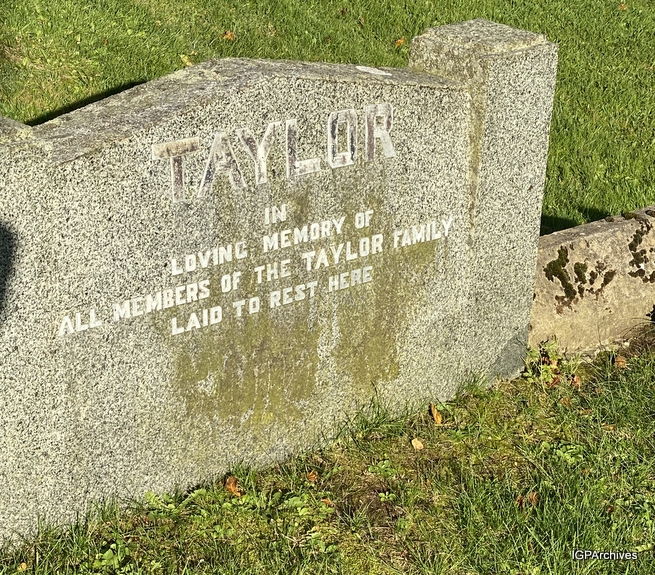 TAYLOR
IN
LOVING MEMORY OF
ALL MEMBERS OF THE TAYLOR FAMILY
LAID TO REST HERE
IGPArchives